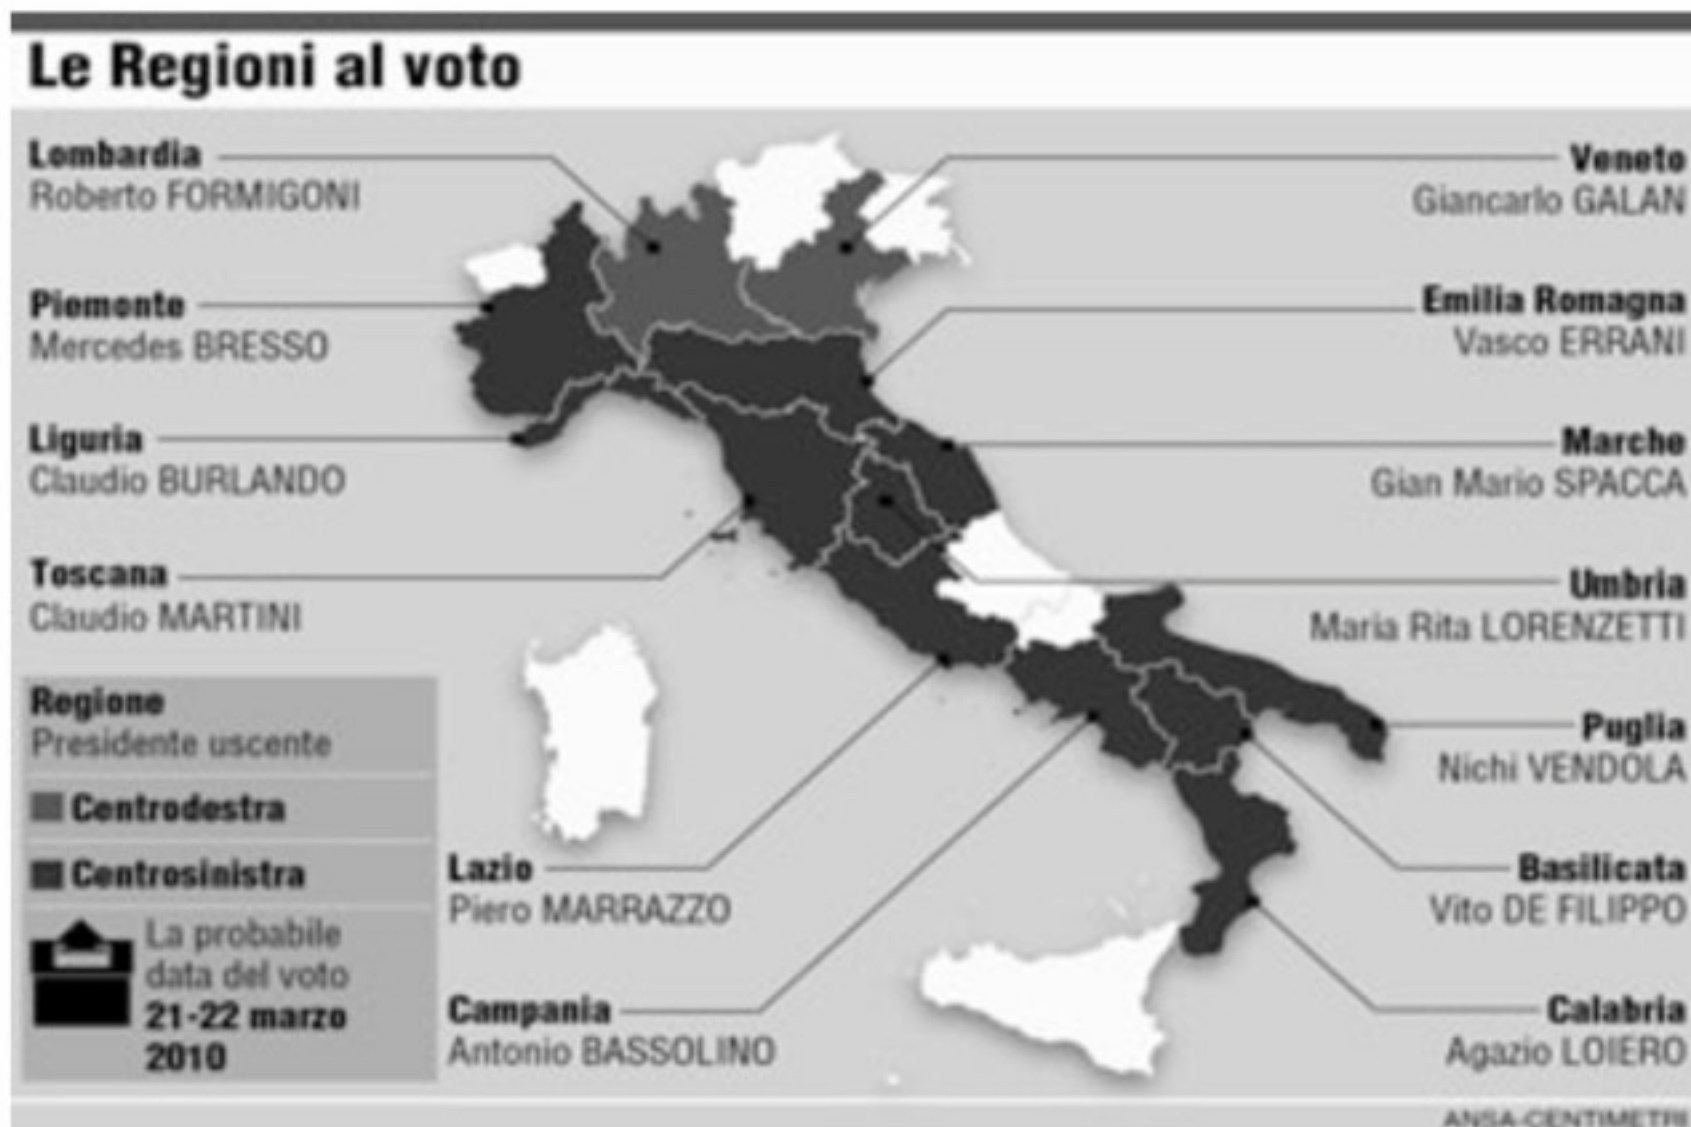 Le Regioni al voto
Lombardia
Roberto FORMIGONI
Piemonte
Mercedes BRESSO
Liguria
Claudio BURLANDO
Toscana
Claudio MARTINI
Veneto
Giancarlo GALAN
Emilia Romagna
Vasco ERRANI
Marche
Gian Mario SPACCA
Umbria
Maria Rita LORENZETTI
Puglia
Nichi VENDOLA
Basilicata
Vito DE FILIPPO
Calabria
Agazio LOIERO
Lazio
Piero MARRAZZO
Campania
Antonio BASSOLINO
Regione
Presidente uscente
Centrodestra
Centrosinistra
La probabile
data del voto
21-22 marzo
2010
ANSA-CENTIMETRI